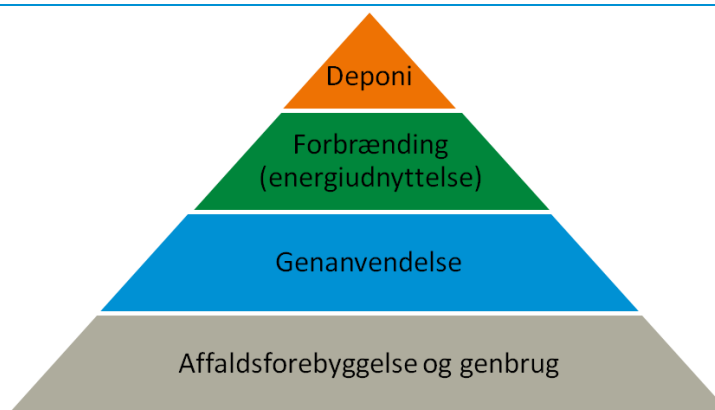 Deponi
Forbrænding
(energiudnyttelse)
Genanvendelse
Affaldsforebyggelse og genbrug